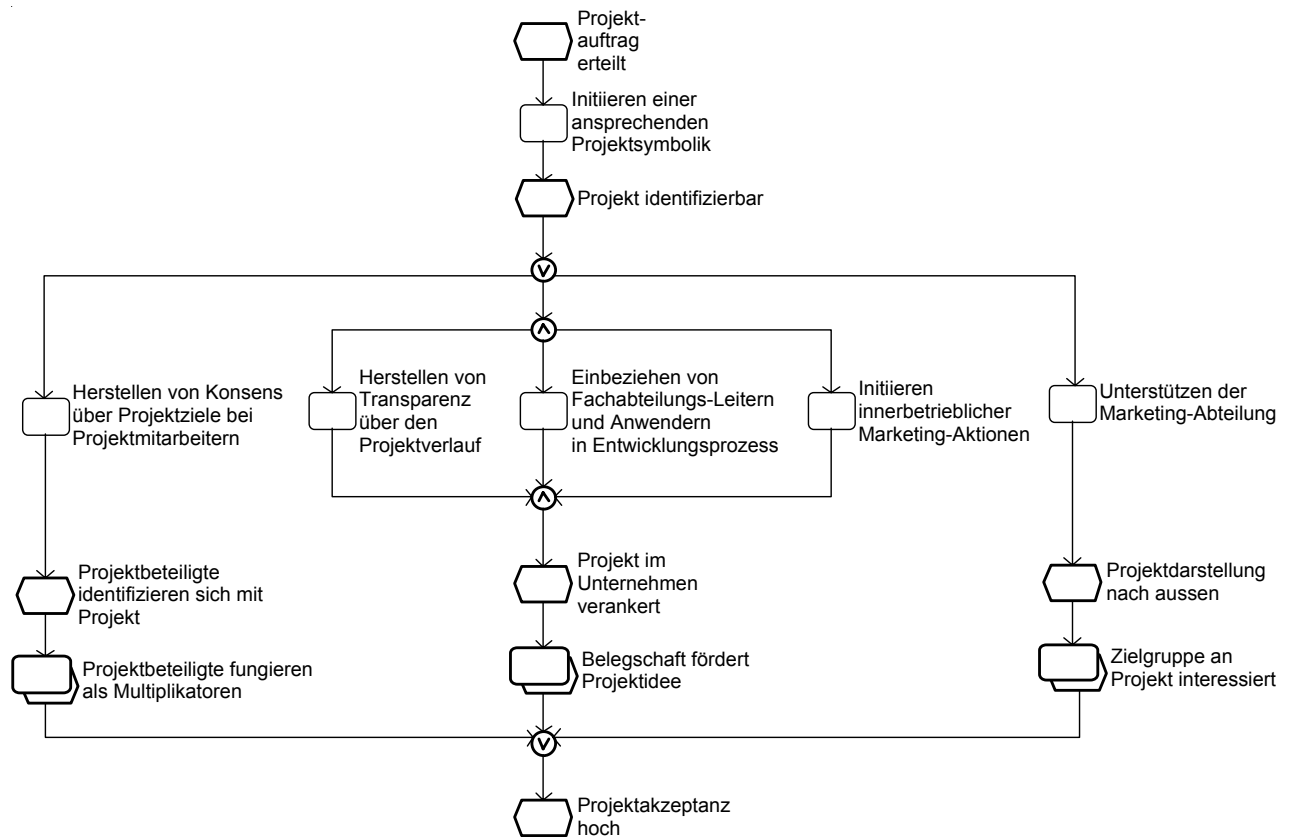 Projekt-
auftrag
erteilt
Initiieren einer
ansprechenden
Projektsymbolik
Projekt identifizierbar
Herstellen von Konsens
über Projektziele bei
Projektmitarbeitern
Herstellen von
Transparenz
über den
Projektverlauf
Einbeziehen von
Fachabteilungs-Leitern
und Anwendern
in Entwicklungsprozess
Initiieren
innerbetrieblicher
Marketing-Aktionen
Unterstützen der
Marketing-Abteilung
Projektbeteiligte
identifizieren sich mit
Projekt
Projekt im
Unternehmen
verankert
Projektdarstellung
nach aussen
Projektbeteiligte fungieren
als Multiplikatoren
Belegschaft fördert
Projektidee
Zielgruppe an
Projekt interessiert
Projektakzeptanz
hoch